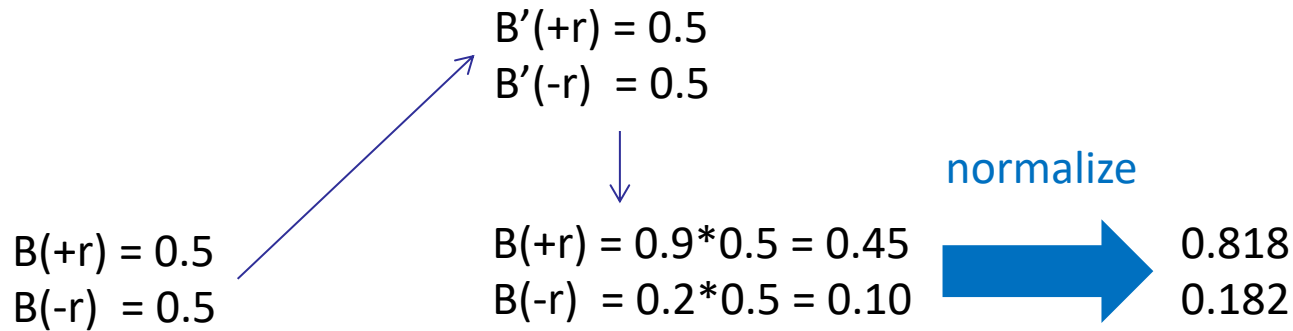 B’(+r) = 0.5
B’(-r) = 0.5
normalize
B(+r) = 0.5
B(-r) = 0.5
B(+r) = 0.9*0.5 = 0.45
B(-r) = 0.2*0.5 = 0.10
0.818
0.182